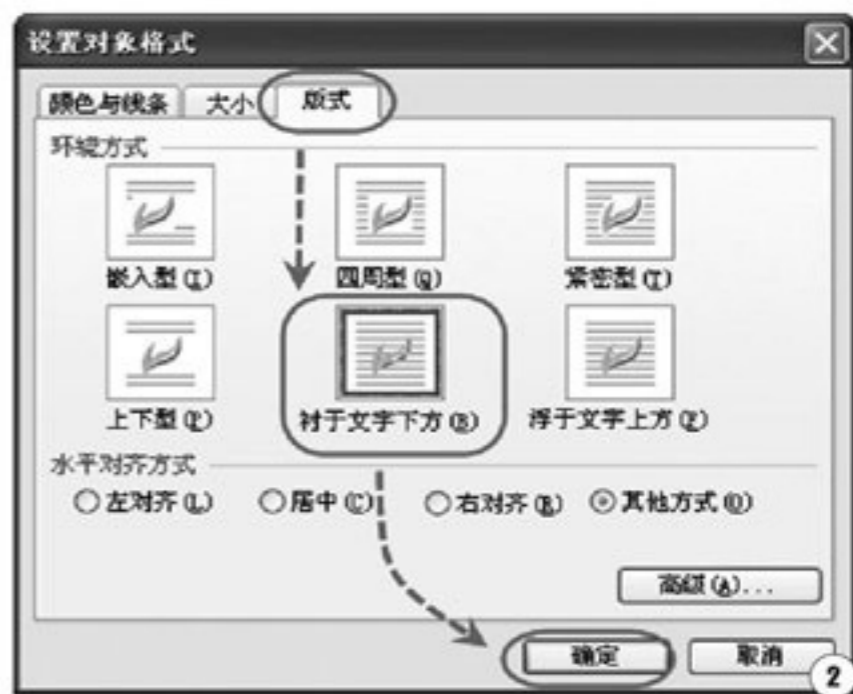 设置对象格式
颜色与线条 大小 版式
环绕方式
嵌入型(I) 四周型(Q) 紧密型(T)
上下型(P) 衬于文字下方(B) 浮于文字上方(F)
水平对齐方式
左对齐(L) 居中(C) 右对齐(R) 其他方式(O)
高级(A)...
确定 取消
2